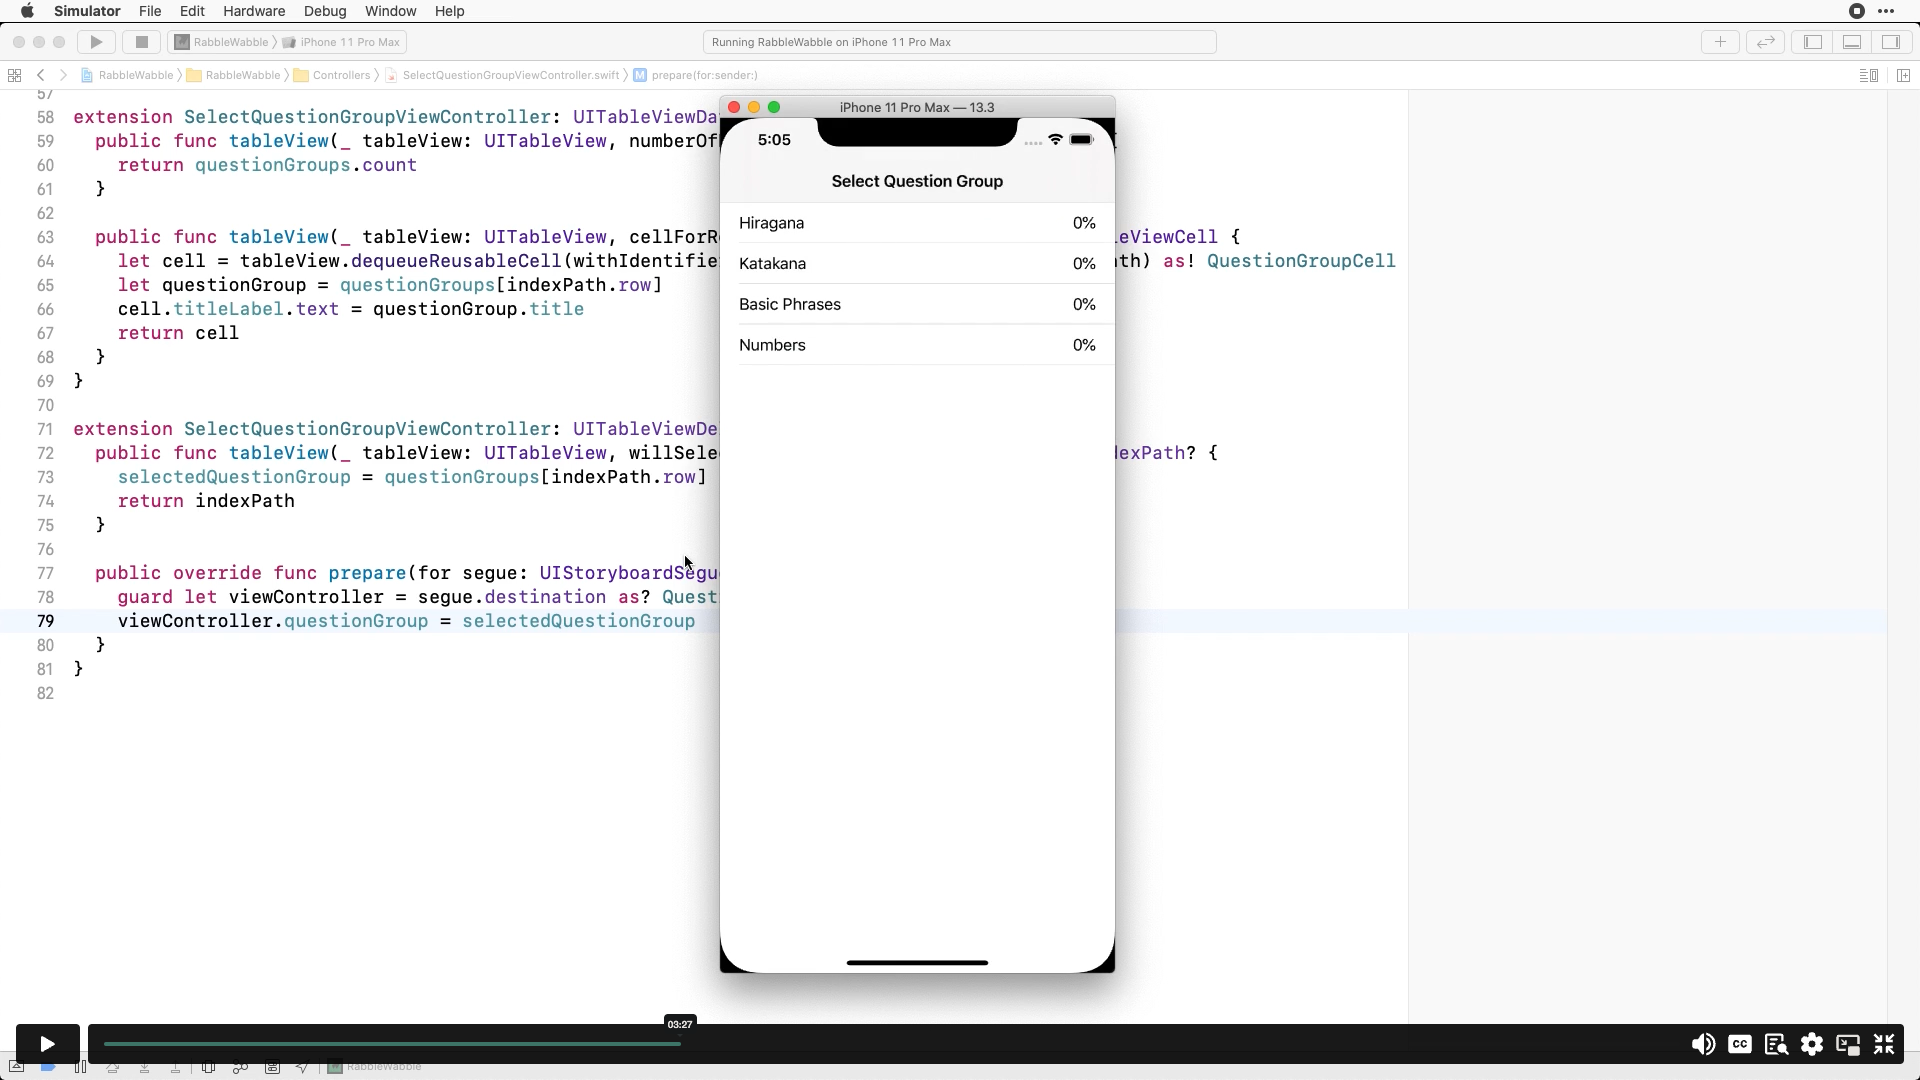 Simulator File Edit Hardware Debug Window Help
RabbleWabble iPhone 11 Pro Max
Running RabbleWabble on iPhone 11 Pro Max
RabbleWabble RabbleWabble Controllers SelectQuestionGroupViewController.swift M prepare(for:sender:)
57
58 extension SelectQuestionGroupViewController: UITableViewDa
59 public func tableView(_ tableView: UITableView, numberOf
60 return questionGroups.count
61 }
62
63 public func tableView(_ tableView: UITableView, cellForR eViewCell {
64 let cell = tableView.dequeueReusableCell(withIdentifie th) as! QuestionGroupCell
65 let questionGroup = questionGroups[indexPath.row]
66 cell.titleLabel.text = questionGroup.title
67 return cell
68 }
69 }
70
71 extension SelectQuestionGroupViewController: UITableViewDe
72 public func tableView(_ tableView: UITableView, willSele dexPath? {
73 selectedQuestionGroup = questionGroups[indexPath.row]
74 return indexPath
75 }
76
77 public override func prepare(for segue: UIStoryboardSegu
78 guard let viewController = segue.destination as? Quest
79 viewController.questionGroup = selectedQuestionGroup
80 }
81 }
82
iPhone 11 Pro Max — 13.3
5:05
Select Question Group
Hiragana 0%
Katakana 0%
Basic Phrases 0%
Numbers 0%
03:27
CC
RabbleWabble